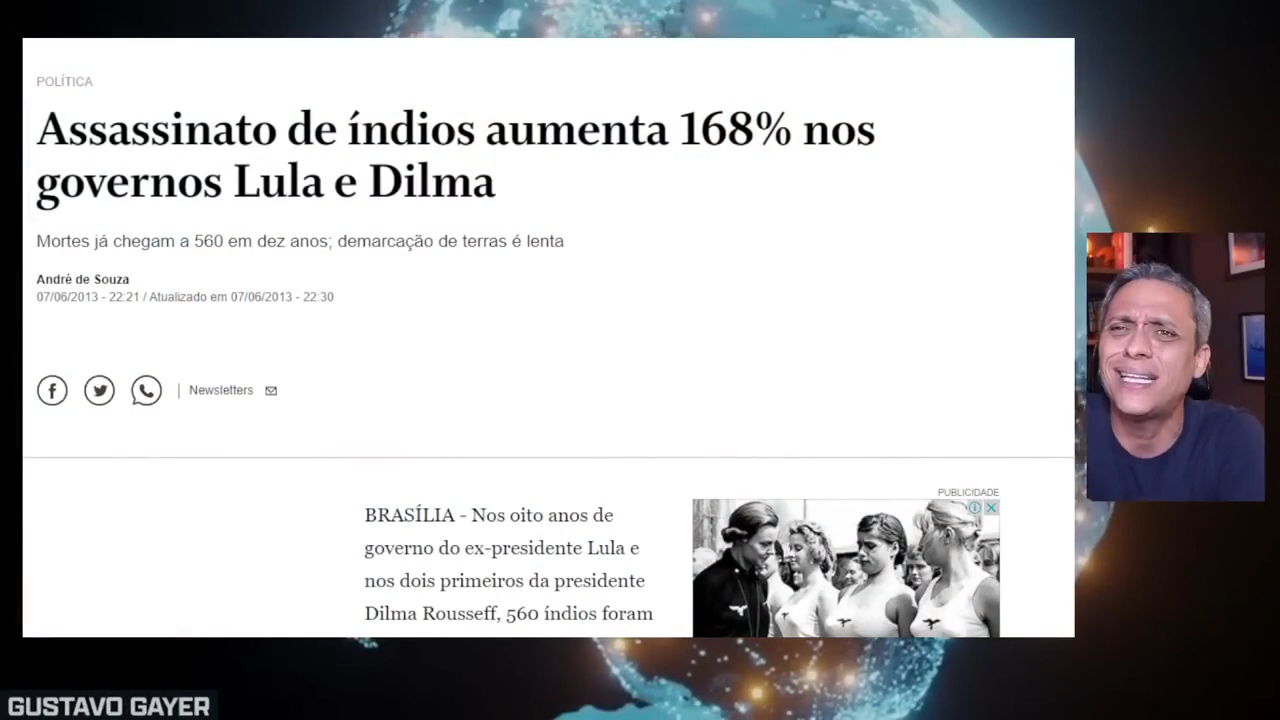 POLÍTICA
Assassinato de índios aumenta 168% nos
governos Lula e Dilma
Mortes já chegam a 560 em dez anos; demarcação de terras é lenta
André de Souza
07/06/2013 - 22:21 / Atualizado em 07/06/2013 - 22:30
Newsletters
PUBLICIDADE
BRASÍLIA - Nos oito anos de
governo do ex-presidente Lula e
nos dois primeiros da presidente
Dilma Rousseff, 560 índios foram
GUSTAVO GAYER